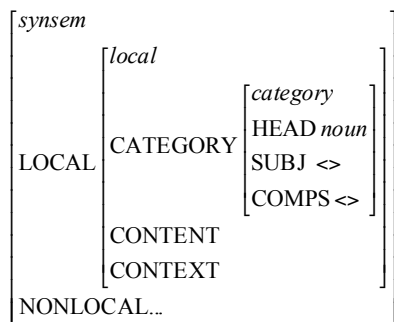 synsem
local
category
HEAD noun
CATEGORY
SUBJ <>
LOCAL
COMPS <>
CONTENT
CONTEXT
NONLOCAL...